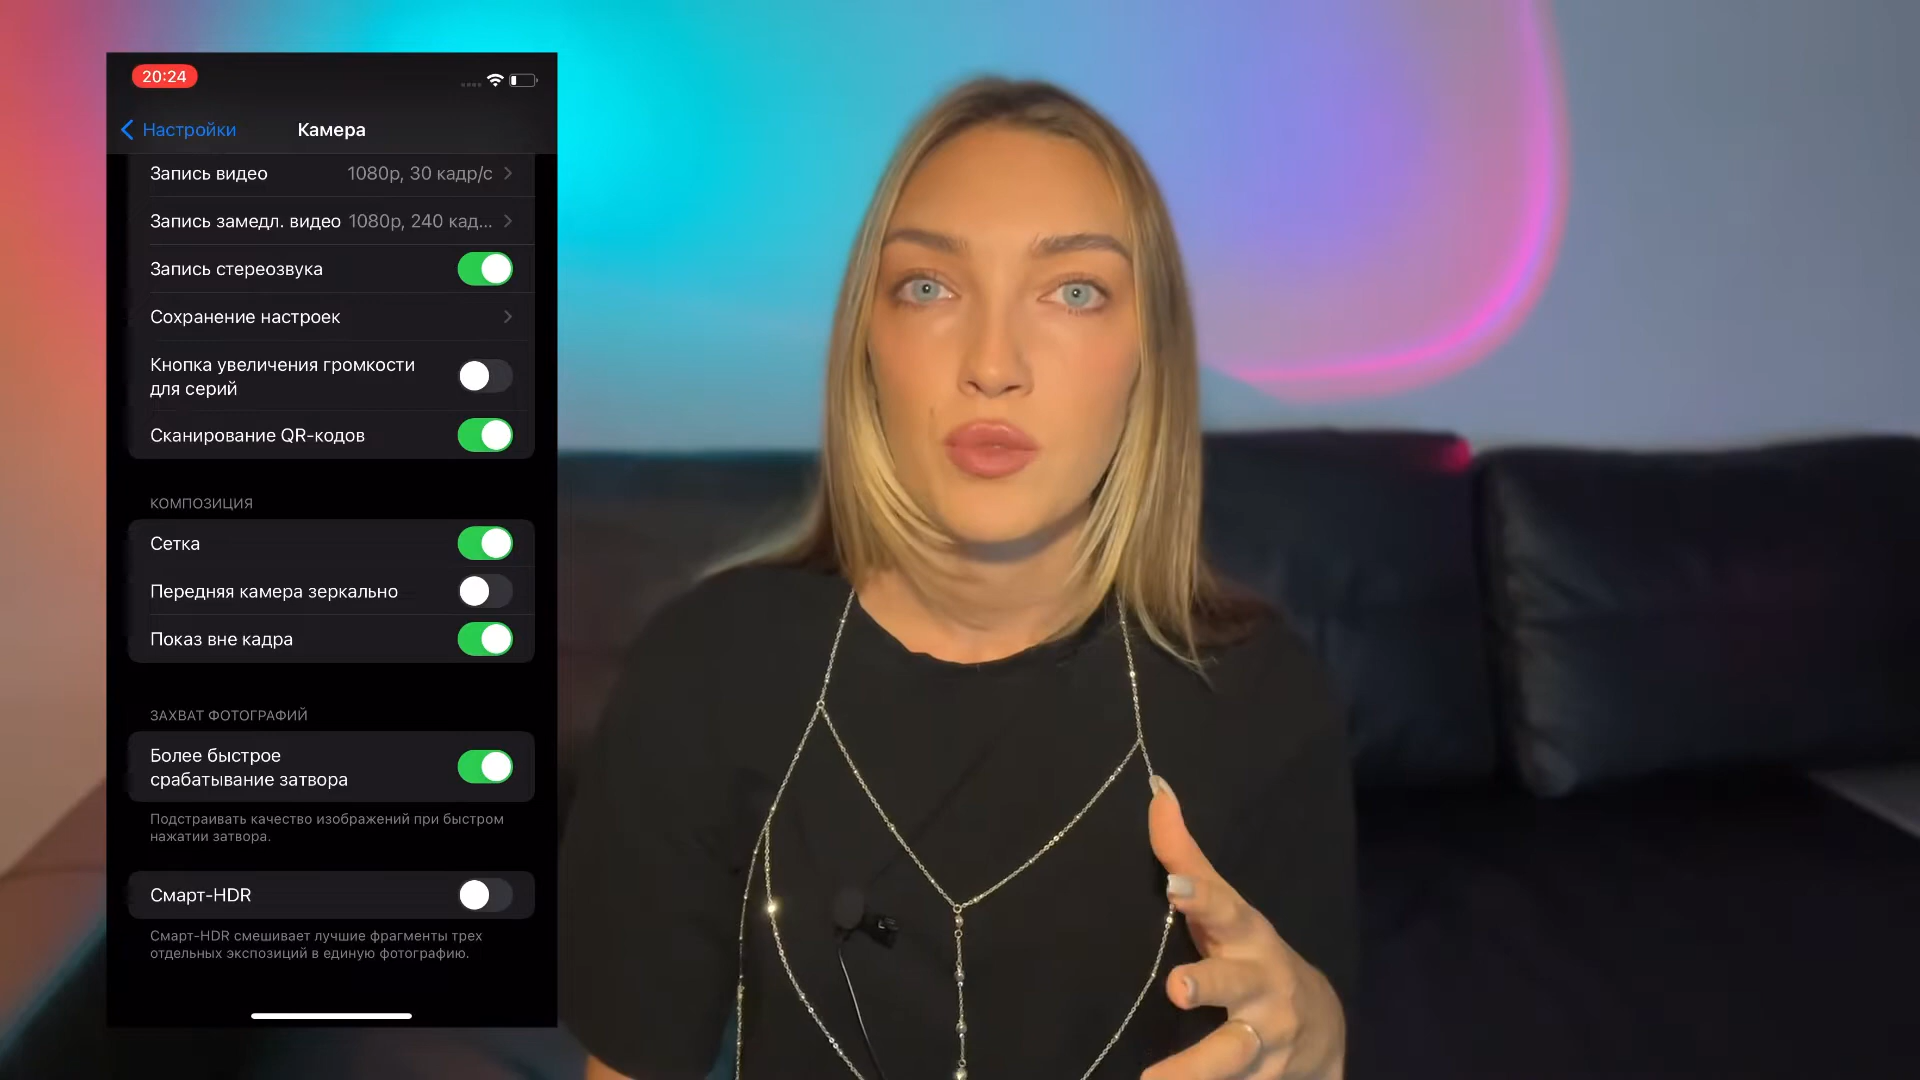 20:24
Настройки
Камера
Запись видео 1080p, 30 кадр/с
Запись замедл. видео 1080p, 240 кад...
Запись стереозвука
Сохранение настроек
Кнопка увеличения громкости
для серий
Сканирование QR-кодов
КОМПОЗИЦИЯ
Сетка
Передняя камера зеркально
Показ вне кадра
ЗАХВАТ ФОТОГРАФИЙ
Более быстрое
срабатывание затвора
Подстраивать качество изображений при быстром
нажатии затвора.
Смарт-HDR
Смарт-HDR смешивает лучшие фрагменты трех
отдельных экспозиций в единую фотографию.